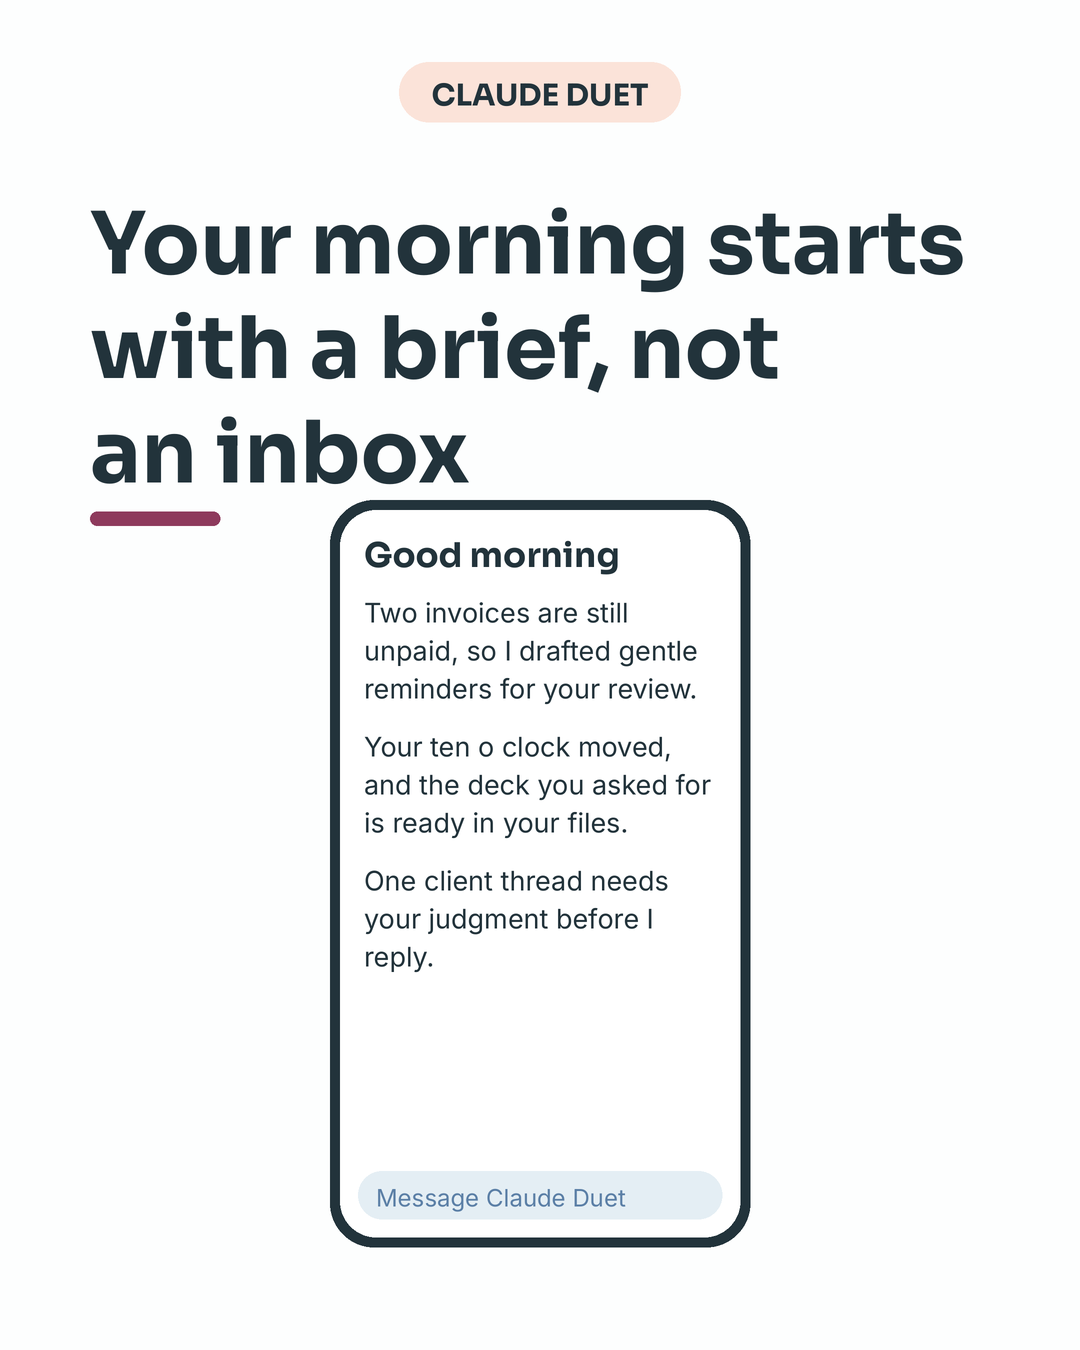 CLAUDE DUET
Your morning starts
with a brief, not
an inbox
Good morning
Two invoices are still
unpaid, so I drafted gentle
reminders for your review.
Your ten o clock moved,
and the deck you asked for
is ready in your files.
One client thread needs
your judgment before I
reply.
Message Claude Duet